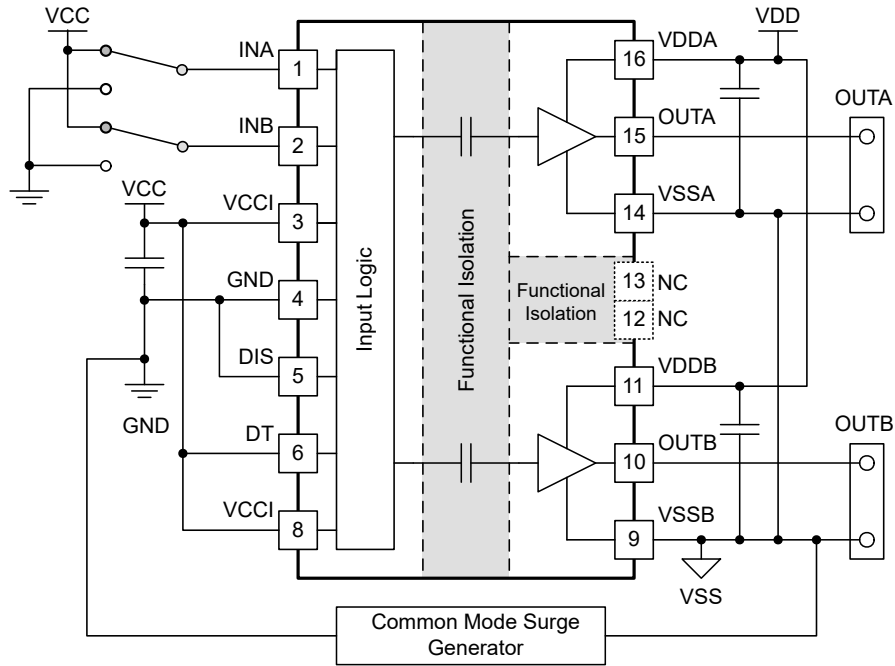 VCC
INA
1
INB
2
VCC
VCCI
3
GND
4
DIS
5
GND
DT
6
VCCI
8
Input Logic
Functional Isolation
Functional
Isolation
VDD
16
VDDA
15
OUTA
14
VSSA
OUTA
13
NC
12
NC
11
VDDB
10
OUTB
9
VSSB
OUTB
VSS
Common Mode Surge
Generator